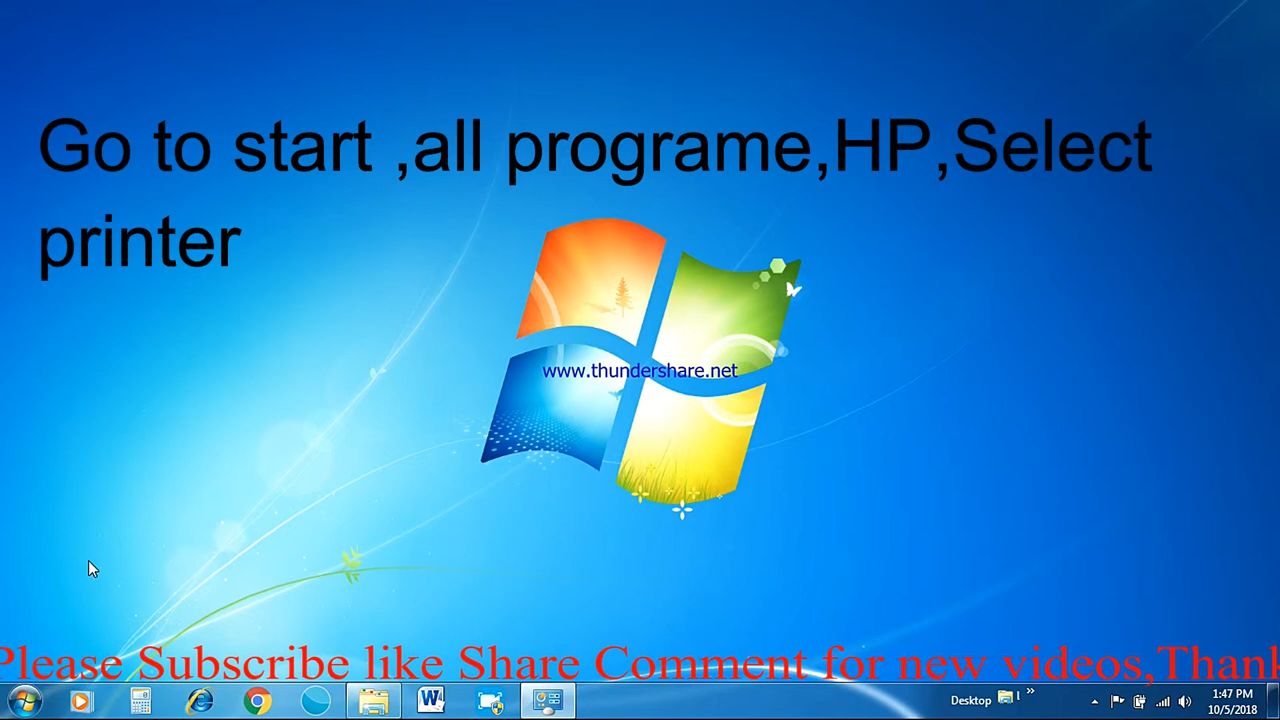 Go to start ,all programe,HP,Select
printer
www.thundershare.net
Please Subscribe like Share Comment for new videos,Thank
Desktop
1:47 PM
10/5/2018